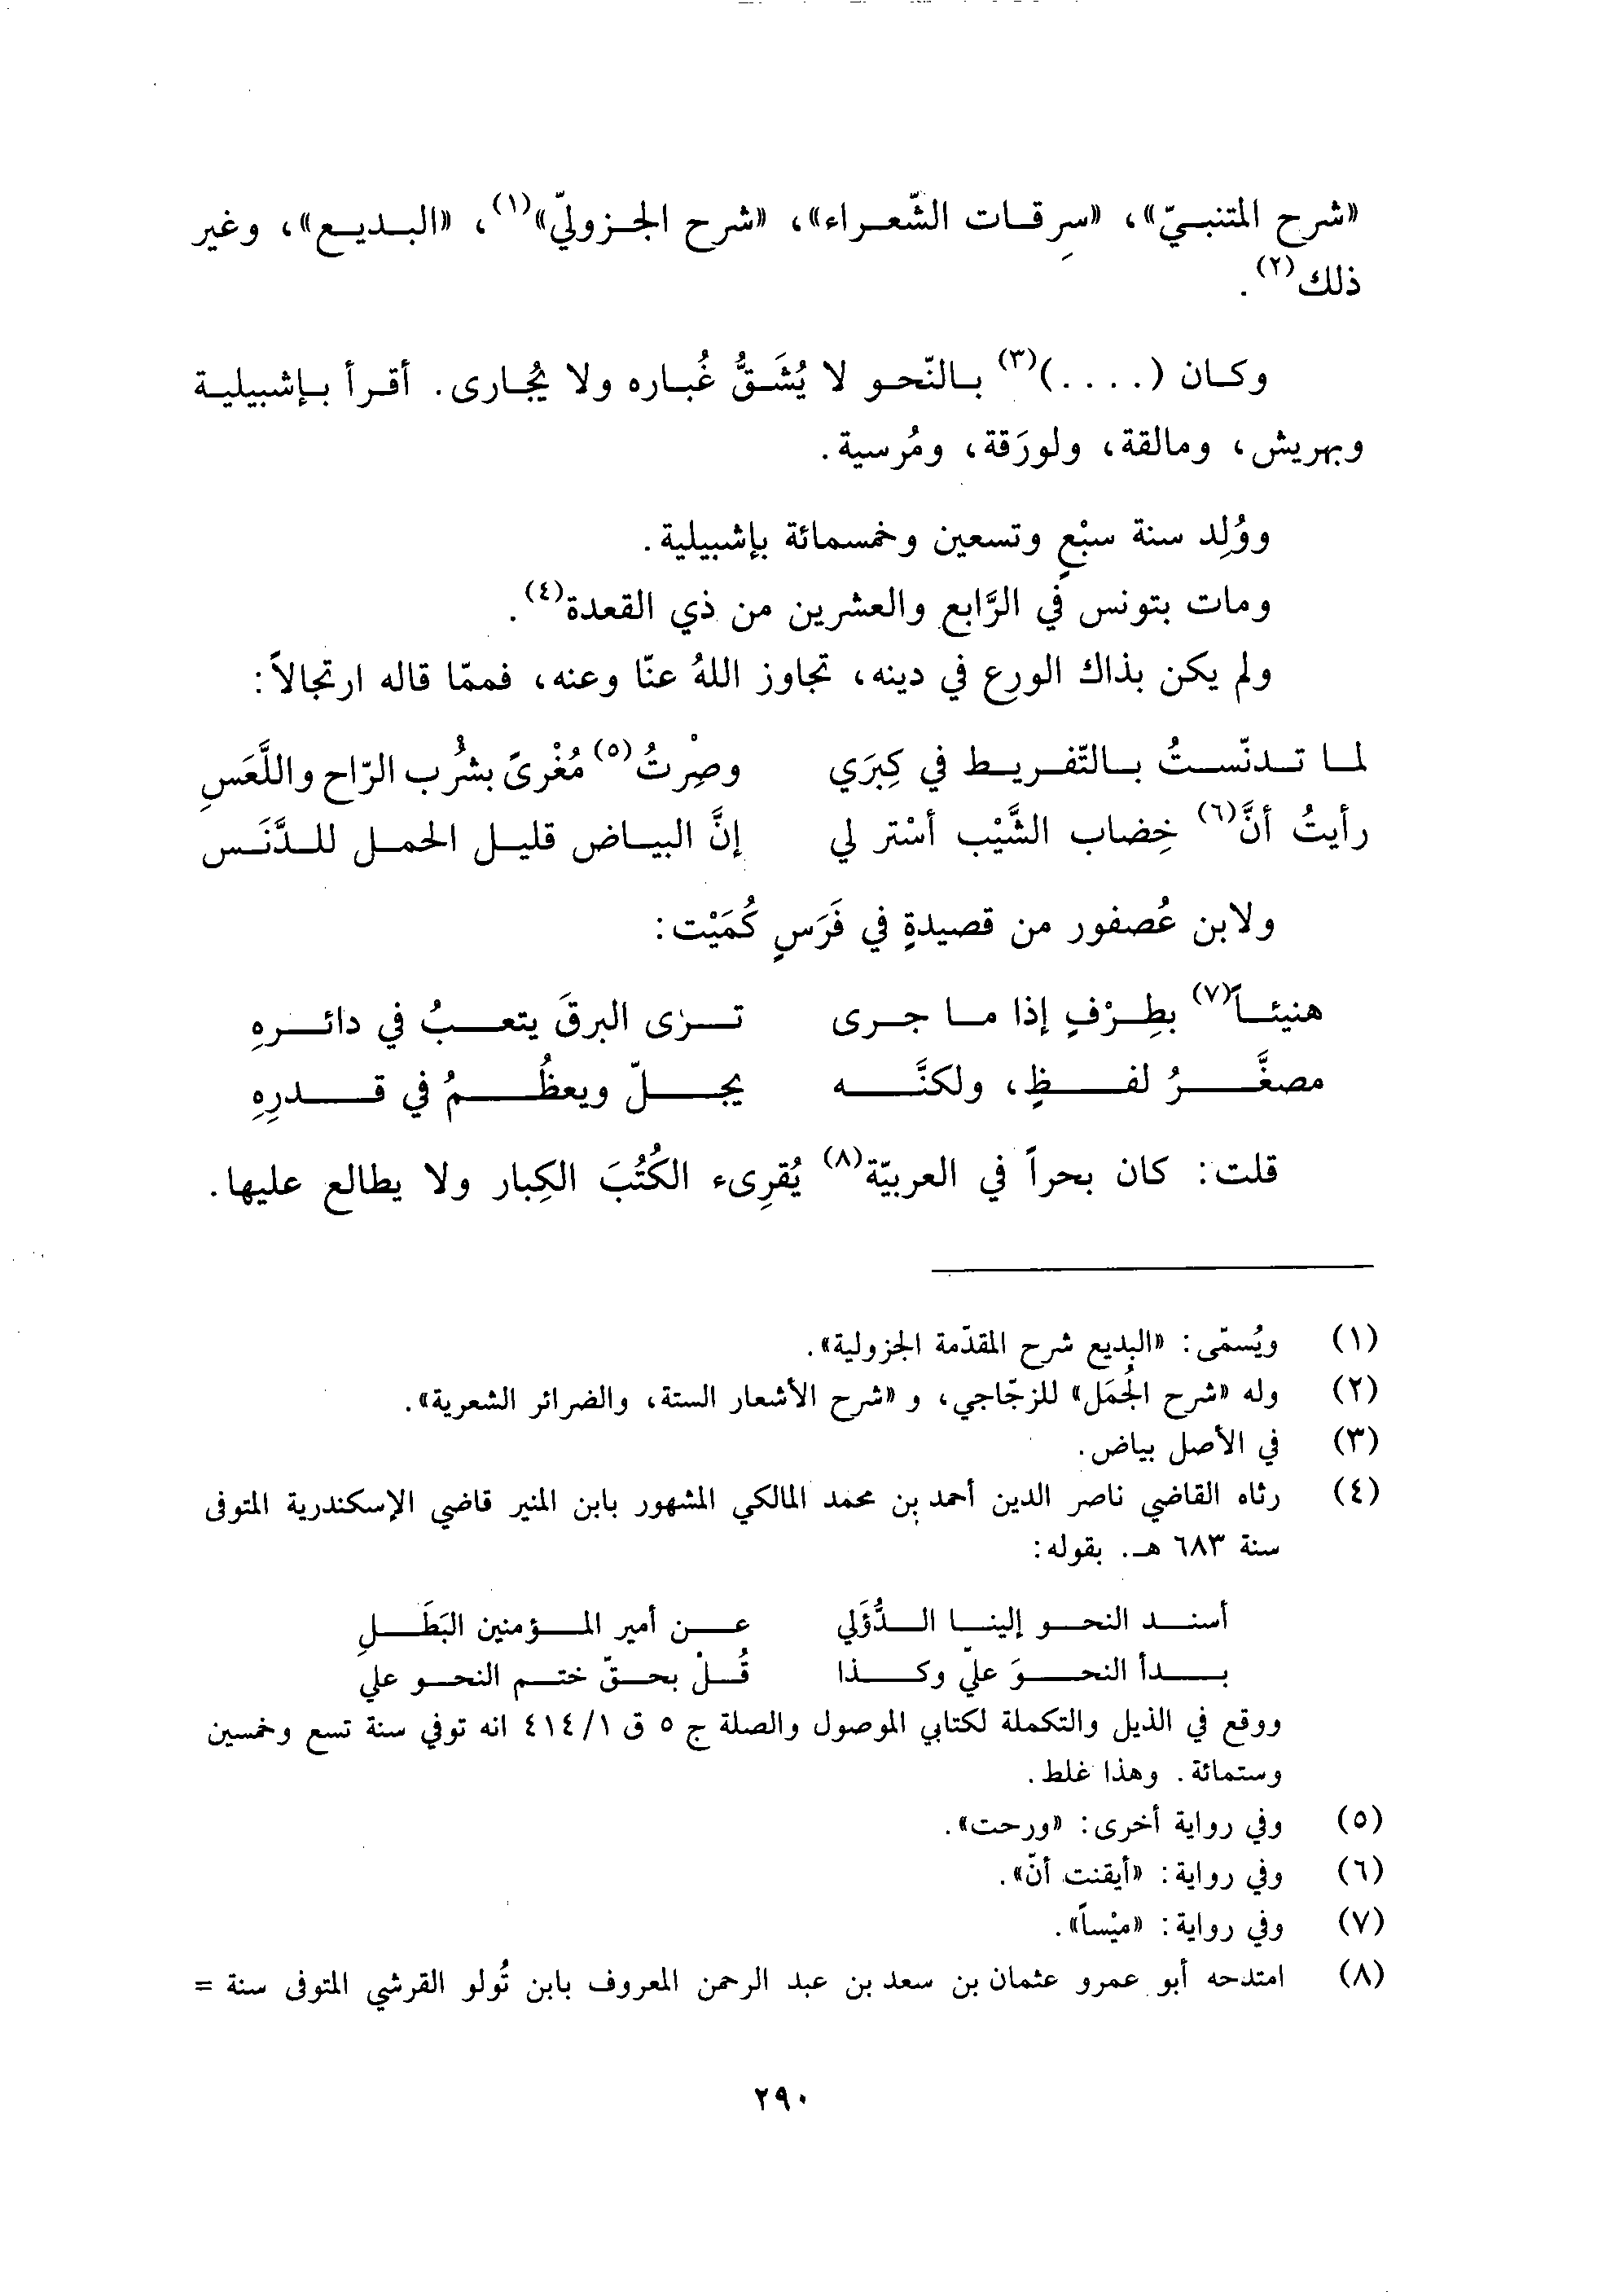 «شرح المتنبيّ»، «سِرقات الشّعراء»، «شرح الجزوليّ»(١)، «البديع»، وغير
ذلك(٢).
وكان (....)(٣) بالنّحو لا يُشَقُّ غُباره ولا يُجارى. أقرأ بإشبيلية
وبهريش، ومالقة، ولورَقة، ومُرسية.
ووُلِد سنة سبْعٍ وتسعين وخمسمائة بإشبيلية.
ومات بتونس في الرَّابع والعشرين من ذي القعدة(٤).
ولم يكن بذاك الورع في دينه، تجاوز اللهُ عنّا وعنه، فممّا قاله ارتجالاً:
لما تدنّستُ بالتّفريط في كِبَري وصِرْتُ(٥) مُغْرىً بشُرب الرّاح واللَّعَسِ
رأيتُ أنَّ(٦) خِضاب الشَّيْب أسْتر لي إنَّ البياض قليل الحمل للدَّنَس
ولابن عُصفور من قصيدةٍ في فَرَسٍ كُمَيْت:
هنيئاً(٧) بطِرْفٍ إذا ما جرى ترى البرقَ يتعبُ في دائرهِ
مصغَّرُ لفظٍ، ولكنَّه يجلّ ويعظُمُ في قدرِهِ
قلت: كان بحراً في العربيّة(٨) يُقرِىء الكُتُبَ الكِبار ولا يطالع عليها.
(١) ويُسمّى: «البديع شرح المقدّمة الجزولية».
(٢) وله «شرح الجُمَل» للزجّاجي، و «شرح الأشعار الستة، والضرائر الشعرية».
(٣) في الأصل بياض.
(٤) رثاه القاضي ناصر الدين أحمد بن محمد المالكي المشهور بابن المنير قاضي الإسكندرية المتوفى
سنة ٦٨٣ هـ. بقوله:
أسند النحو إلينا الدُّؤَلي عن أمير المؤمنين البَطَلِ
بدأ النحوَ عليّ وكذا قُلْ بحقّ ختم النحو علي
ووقع في الذيل والتكملة لكتابي الموصول والصلة ج ٥ ق ٤١٤/١ انه توفي سنة تسع وخمسين
وستمائة. وهذا غلط.
(٥) وفي رواية أخرى: «ورحت».
(٦) وفي رواية: «أيقنت أنّ».
(٧) وفي رواية: «ميْساً».
(٨) امتدحه أبو عمرو عثمان بن سعد بن عبد الرحمن المعروف بابن تُولو القرشي المتوفى سنة =
٢٩٠